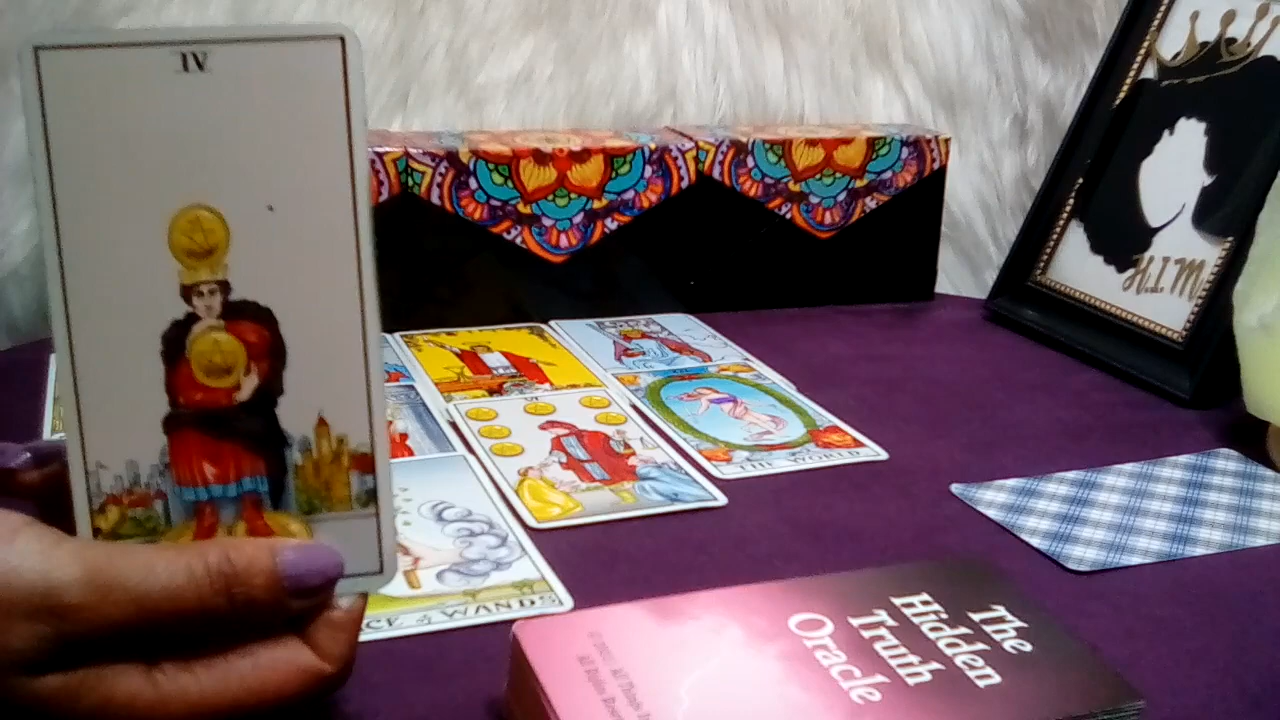 IV
VI
THE WORLD
ACE of WANDS
The
Hidden
Truth
Oracle
H.I.M